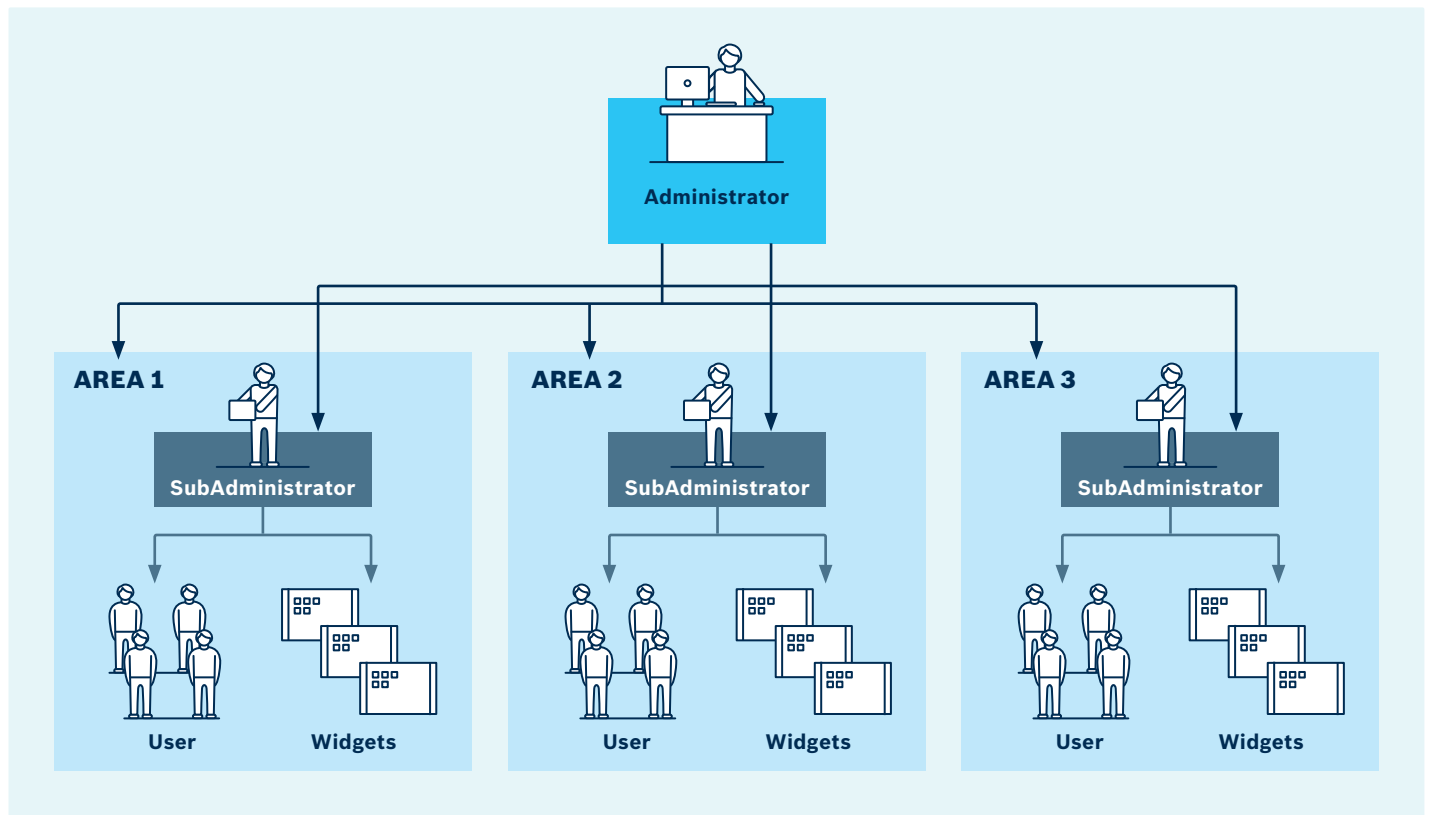 Administrator
AREA 1
SubAdministrator
User
Widgets
AREA 2
SubAdministrator
User
Widgets
AREA 3
SubAdministrator
User
Widgets